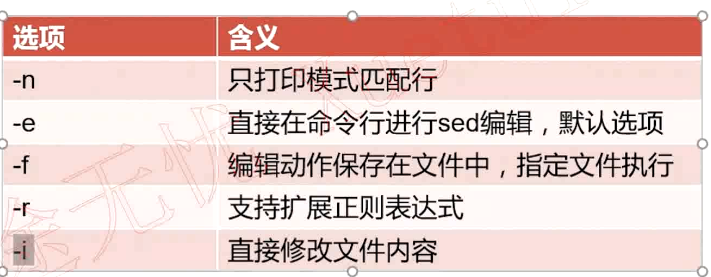 选项 含义
-n 只打印模式匹配行
-e 直接在命令行进行sed编辑，默认选项
-f 编辑动作保存在文件中，指定文件执行
-r 支持扩展正则表达式
-i 直接修改文件内容